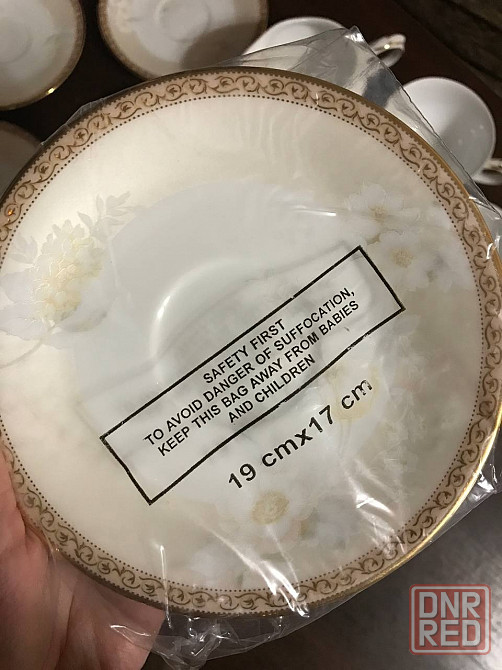 SAFETY FIRST
TO AVOID DANGER OF SUFFOCATION,
KEEP THIS BAG AWAY FROM BABIES
AND CHILDREN
19 cmx17 cm
DNR
RED